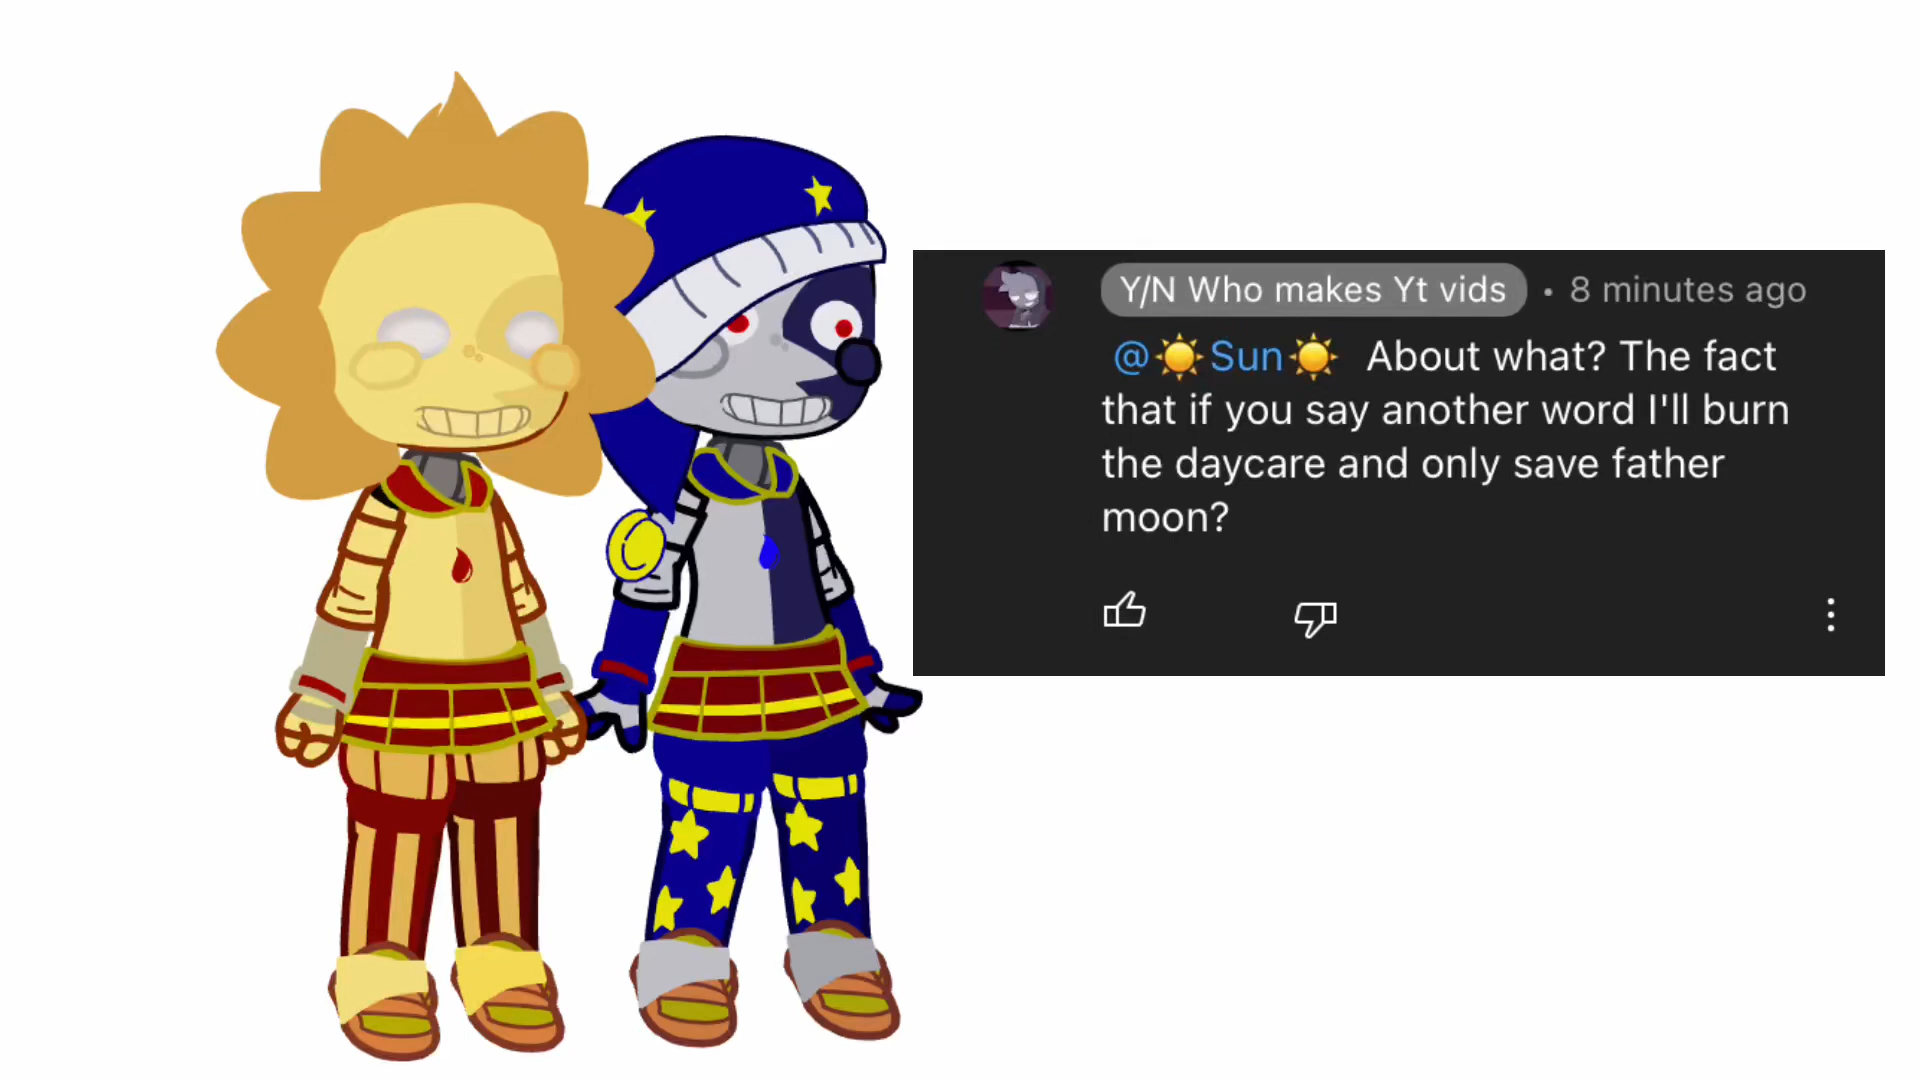 Y/N Who makes Yt vids • 8 minutes ago
@☀️Sun☀️ About what? The fact
that if you say another word I'll burn
the daycare and only save father
moon?